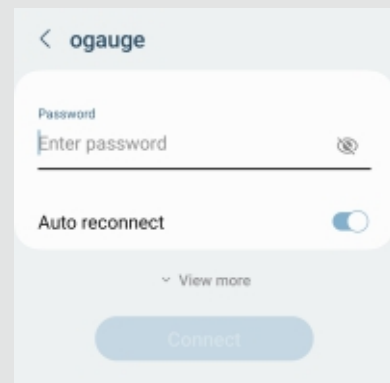 ogauge
Password
Enter password
Auto reconnect
View more
Connect